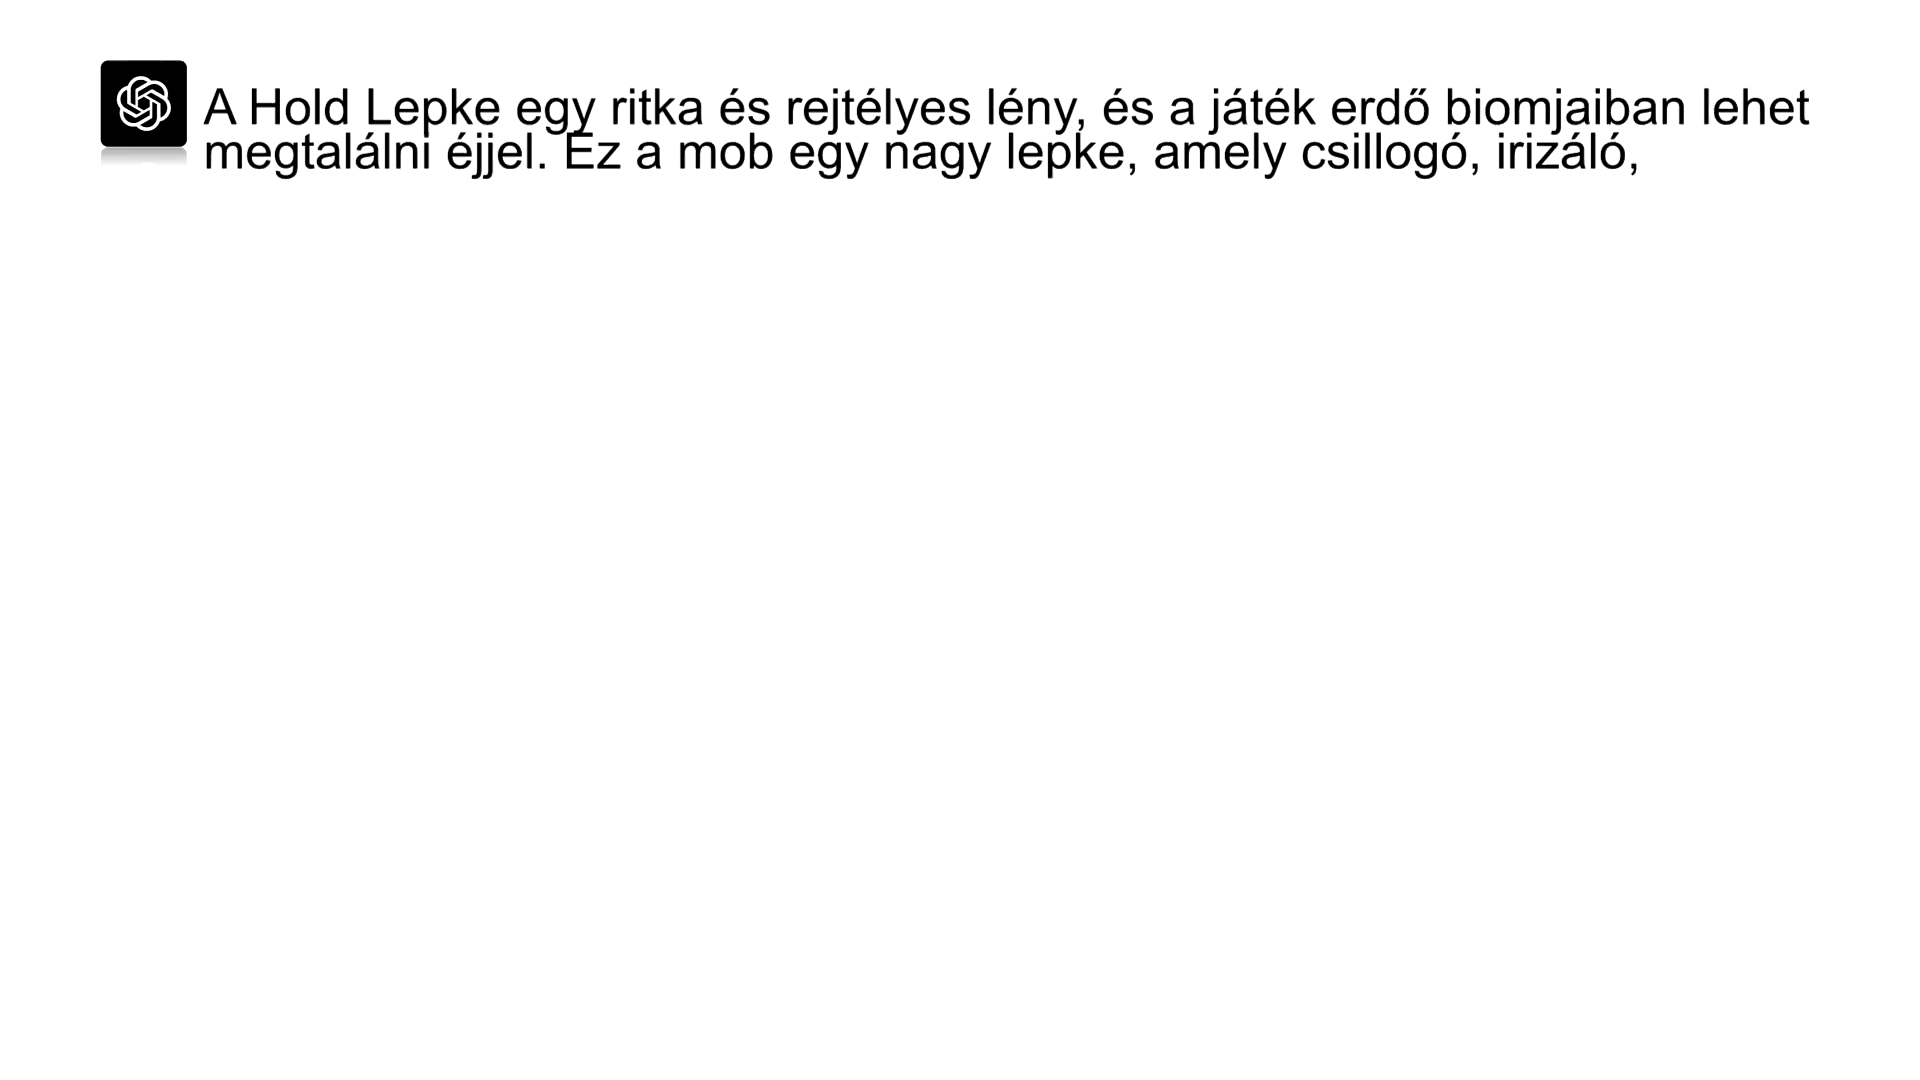 A Hold Lepke egy ritka és rejtélyes lény, és a játék erdő biomjaiban lehet
megtalálni éjjel. Ez a mob egy nagy lepke, amely csillogó, irizáló,